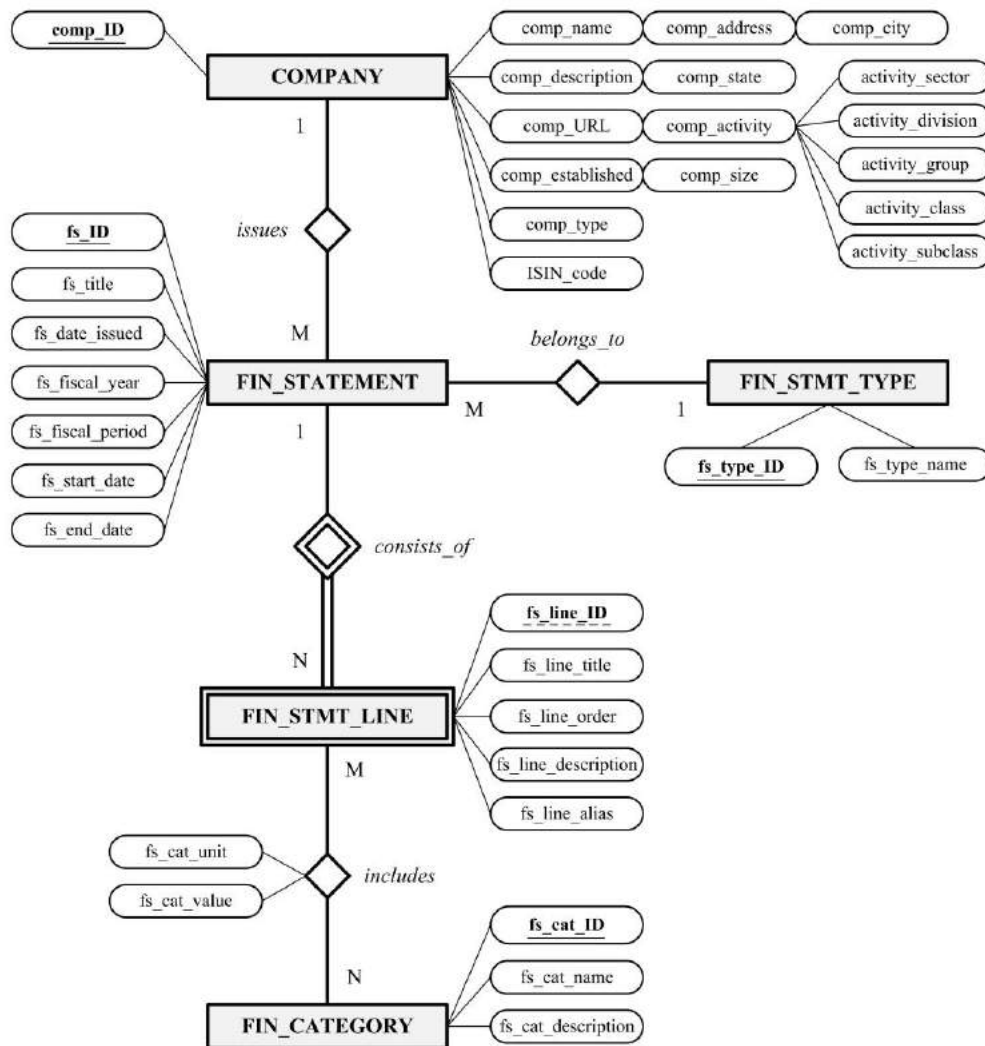 comp_ID
comp_name
comp_address
comp_city
COMPANY
comp_description
comp_state
activity_sector
1
comp_URL
comp_activity
activity_division
comp_established
comp_size
activity_group
comp_type
activity_class
ISIN_code
activity_subclass
issues
fs_ID
fs_title
fs_date_issued
fs_fiscal_year
fs_fiscal_period
fs_start_date
fs_end_date
M
FIN_STATEMENT
1
M
belongs_to
1
FIN_STMT_TYPE
fs_type_ID
fs_type_name
consists_of
N
FIN_STMT_LINE
M
fs_line_ID
fs_line_title
fs_line_order
fs_line_description
fs_line_alias
fs_cat_unit
fs_cat_value
includes
N
FIN_CATEGORY
fs_cat_ID
fs_cat_name
fs_cat_description